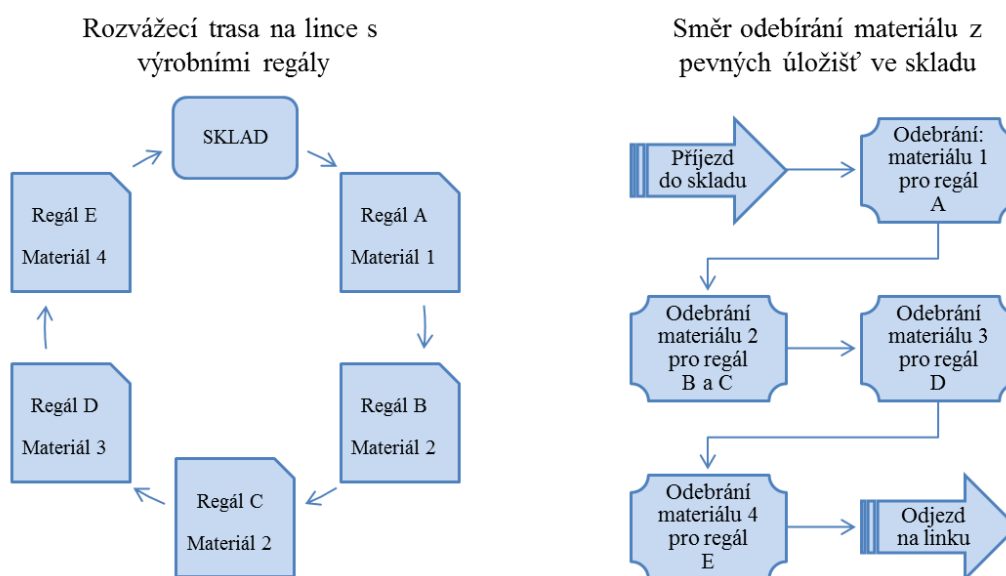 Rozvážecí trasa na lince s
výrobními regály
SKLAD
Regál A
Materiál 1
Regál B
Materiál 2
Regál C
Materiál 2
Regál D
Materiál 3
Regál E
Materiál 4
Směr odebírání materiálu z
pevných úložišť ve skladu
Příjezd
do skladu
Odebrání:
materiálu 1
pro regál
A
Odebrání
materiálu 2
pro regál
B a C
Odebrání
materiálu 3
pro regál
D
Odebrání
materiálu 4
pro regál
E
Odjezd
na linku